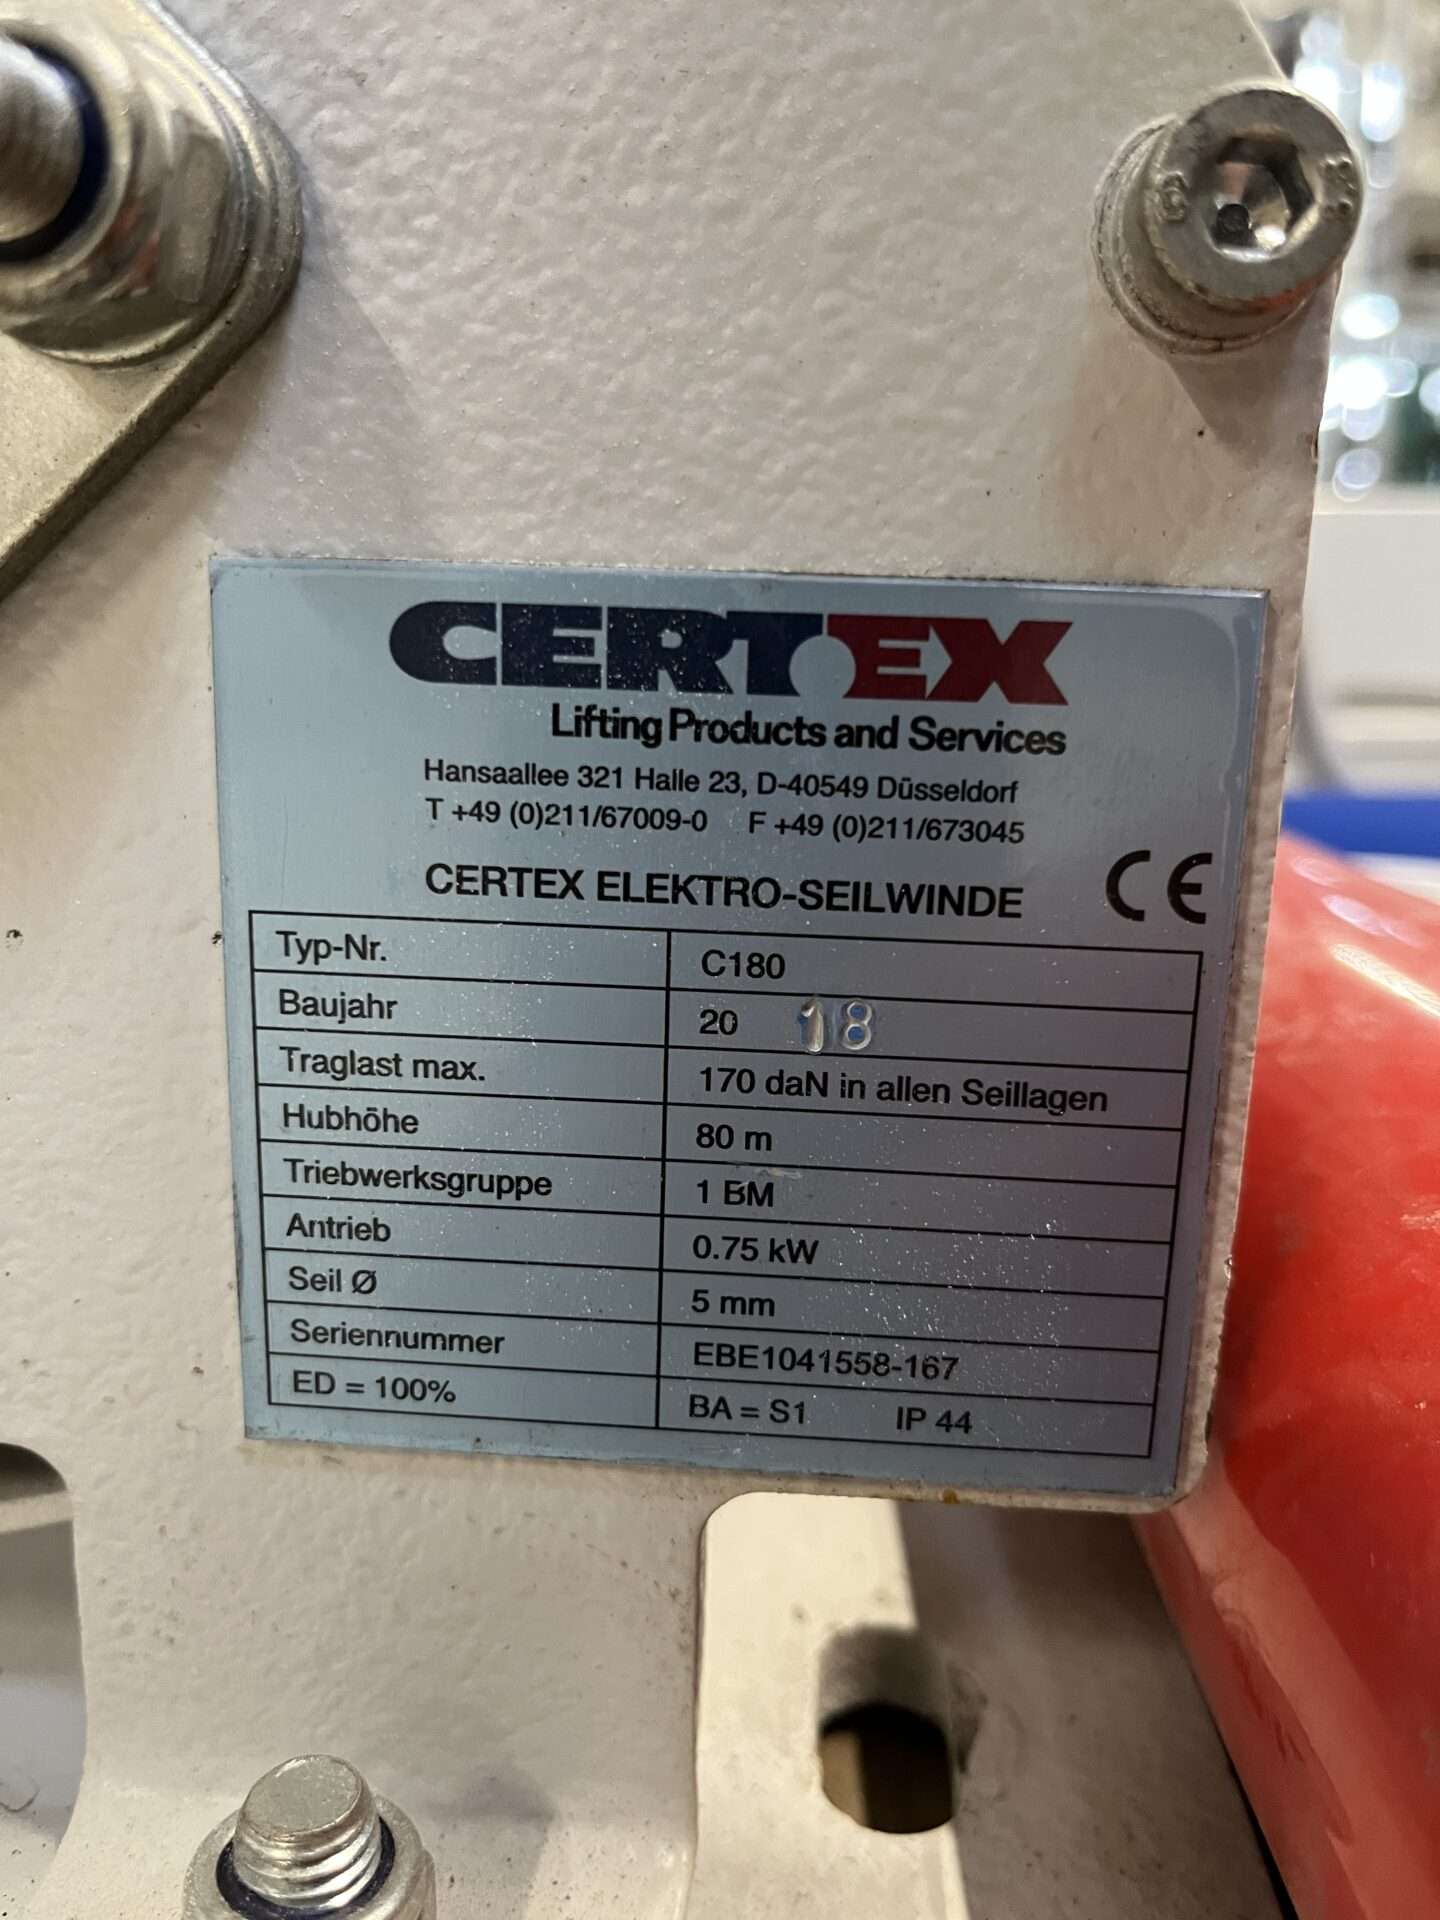 CERTEX
Lifting Products and Services
Hansaallee 321 Halle 23, D-40549 Düsseldorf
T +49 (0)211/67009-0 F +49 (0)211/673045
CERTEX ELEKTRO-SEILWINDE CE
Typ-Nr. C180
Baujahr 20 18
Traglast max. 170 daN in allen Seillagen
Hubhöhe 80 m
Triebwerksgruppe 1 BM
Antrieb 0.75 kW
Seil Ø 5 mm
Seriennummer EBE1041558-167
ED = 100% BA = S1 IP 44